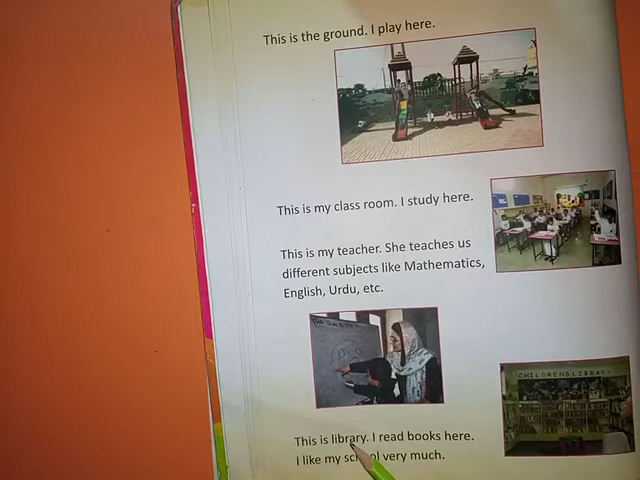 This is the ground. I play here.
This is my class room. I study here.
This is my teacher. She teaches us
different subjects like Mathematics,
English, Urdu, etc.
CHILDREN'S LIBRARY
This is library. I read books here.
I like my school very much.